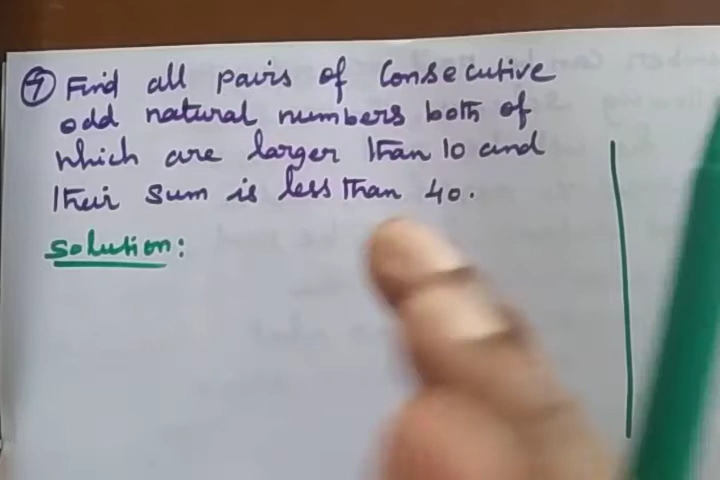 9 Find all pairs of Consecutive
odd natural numbers both of
which are larger than 10 and
their sum is less than 40.
Solution: